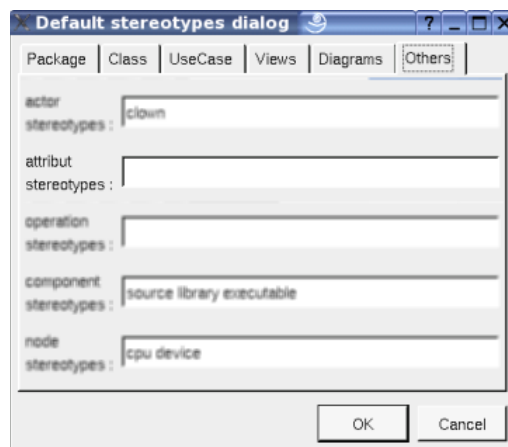 Default stereotypes dialog
Package Class UseCase Views Diagrams Others
actor
stereotypes :
clown
attribut
stereotypes :
operation
stereotypes :
component
stereotypes :
source library executable
node
stereotypes :
cpu device
OK Cancel